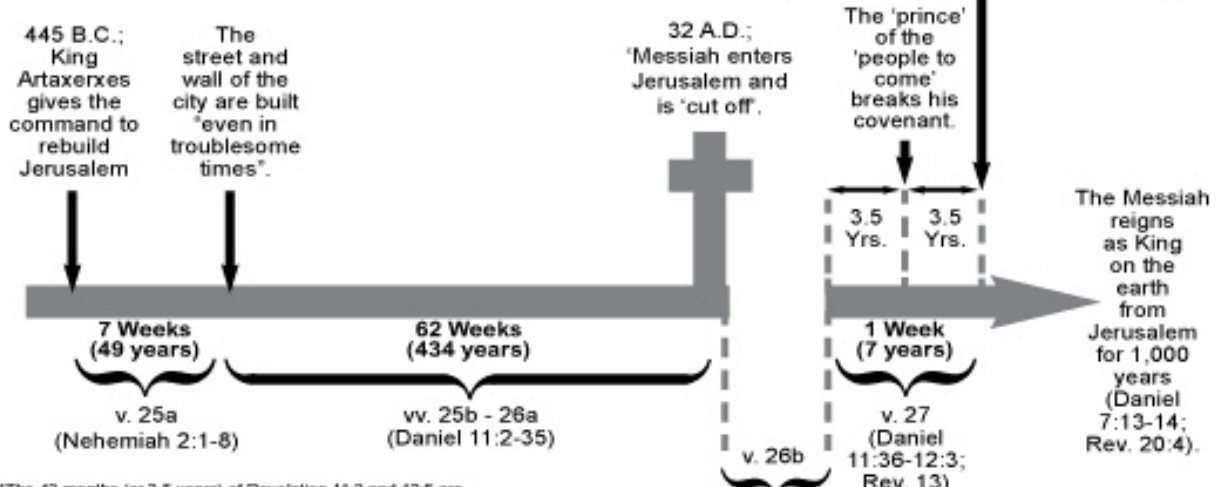 445 B.C.;
King
Artaxerxes
gives the
command to
rebuild
Jerusalem
The
street and
wall of the
city are built
"even in
troublesome
times".
32 A.D.;
'Messiah enters
Jerusalem and
is 'cut off'.
The 'prince'
of the
'people to
come'
breaks his
covenant.
3.5
Yrs.
3.5
Yrs.
The Messiah
reigns
as King
on the
earth
from
Jerusalem
for 1,000
years
(Daniel
7:13-14;
Rev. 20:4).
7 Weeks
(49 years)
62 Weeks
(434 years)
1 Week
(7 years)
v. 25a
(Nehemiah 2:1-8)
vv. 25b - 26a
(Daniel 11:2-35)
v. 26b
v. 27
(Daniel
11:36-12:3;
Rev. 13)